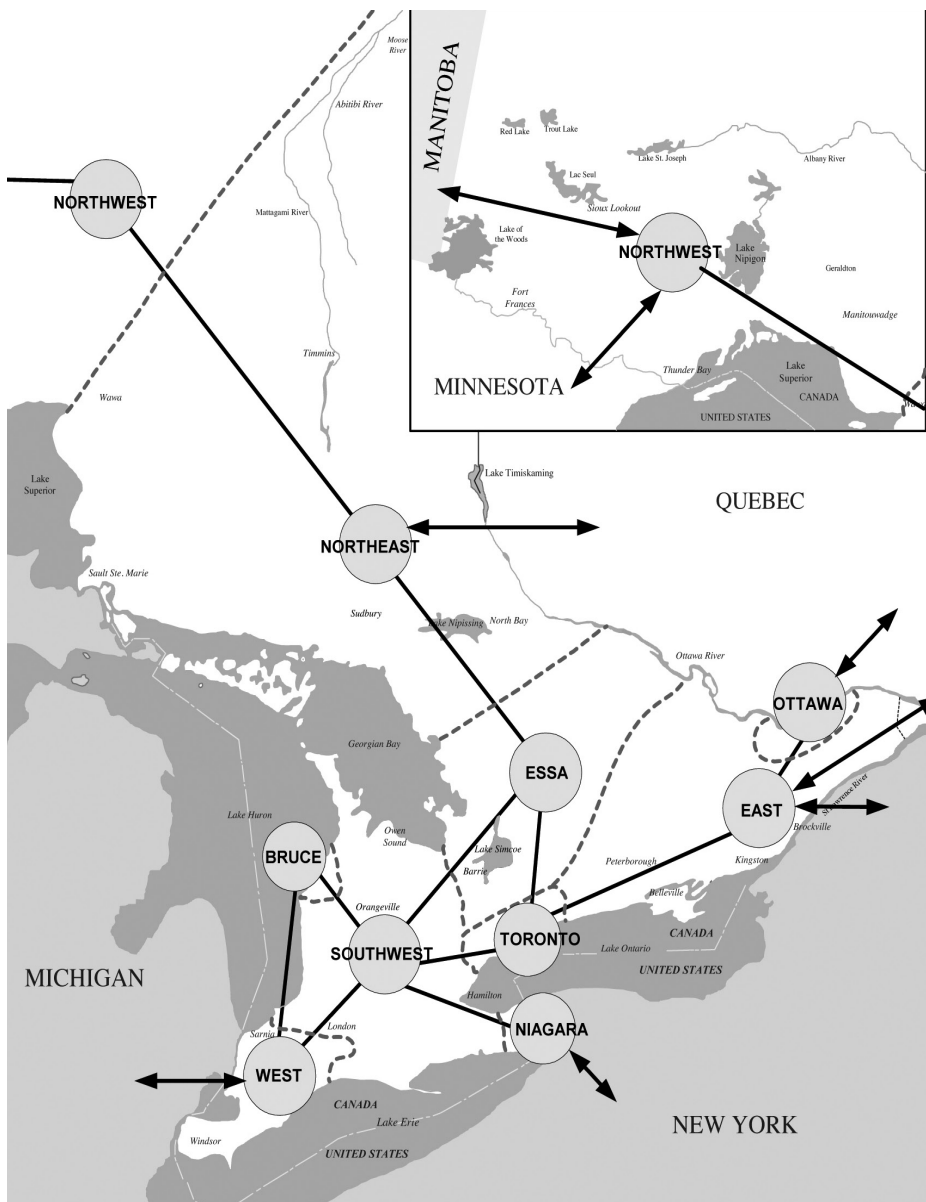 Moose
River
Abitibi River
Mattagami River
NORTHWEST
Timmins
Wawa
Lake
Superior
MANITOBA
Red Lake
Trout Lake
Lake St. Joseph
Albany River
Lac Seul
Sioux Lookout
Lake of
the Woods
NORTHWEST
Lake
Nipigon
Geraldton
Fort
Frances
Manitouwadge
MINNESOTA
Thunder Bay
Lake
Superior
CANADA
UNITED STATES
Lake Timiskaming
QUEBEC
NORTHEAST
Sault Ste. Marie
Sudbury
Lake Nipissing
North Bay
Ottawa River
OTTAWA
Georgian Bay
ESSA
EAST
St. Lawrence River
Brockville
Lake Huron
Owen
Sound
Lake Simcoe
Barrie
Peterborough
Kingston
BRUCE
Belleville
Orangeville
SOUTHWEST
TORONTO
CANADA
Lake Ontario
UNITED STATES
MICHIGAN
Hamilton
London
Sarnia
NIAGARA
WEST
CANADA
Lake Erie
NEW YORK
Windsor
UNITED STATES